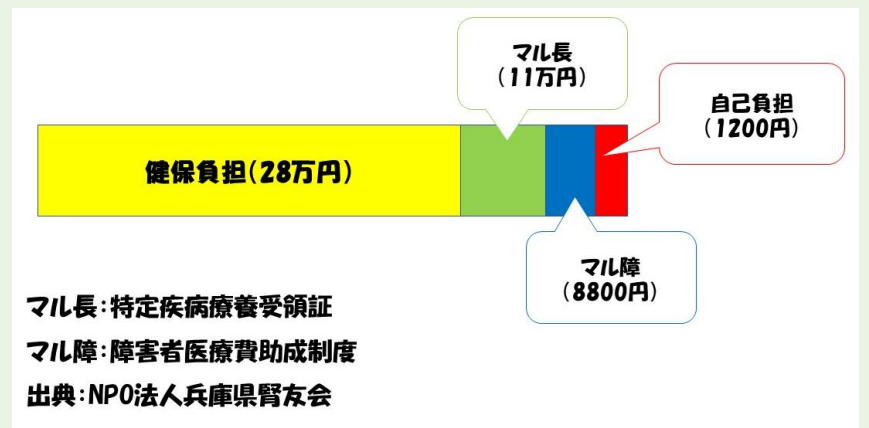 マル長
（11万円）
自己負担
（1200円）
健保負担（28万円）
マル障
（8800円）
マル長：特定疾病療養受領証
マル障：障害者医療費助成制度
出典：NPO法人兵庫県腎友会